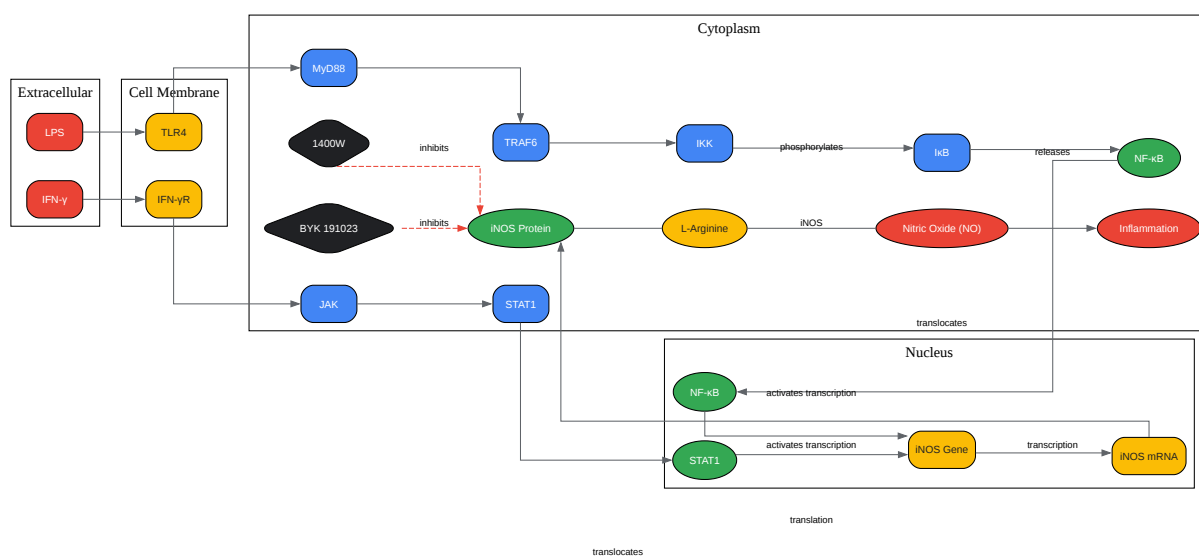 Cytoplasm
MyD88
Extracellular
Cell Membrane
LPS
TLR4
1400W
inhibits
TRAF6
IKK
phosphorylates
IκB
releases
NF-κB
IFN-γ
IFN-γR
BYK 191023
inhibits
iNOS Protein
L-Arginine
iNOS
Nitric Oxide (NO)
Inflammation
JAK
STAT1
translocates
Nucleus
NF-κB
activates transcription
STAT1
activates transcription
iNOS Gene
transcription
iNOS mRNA
translation
translocates